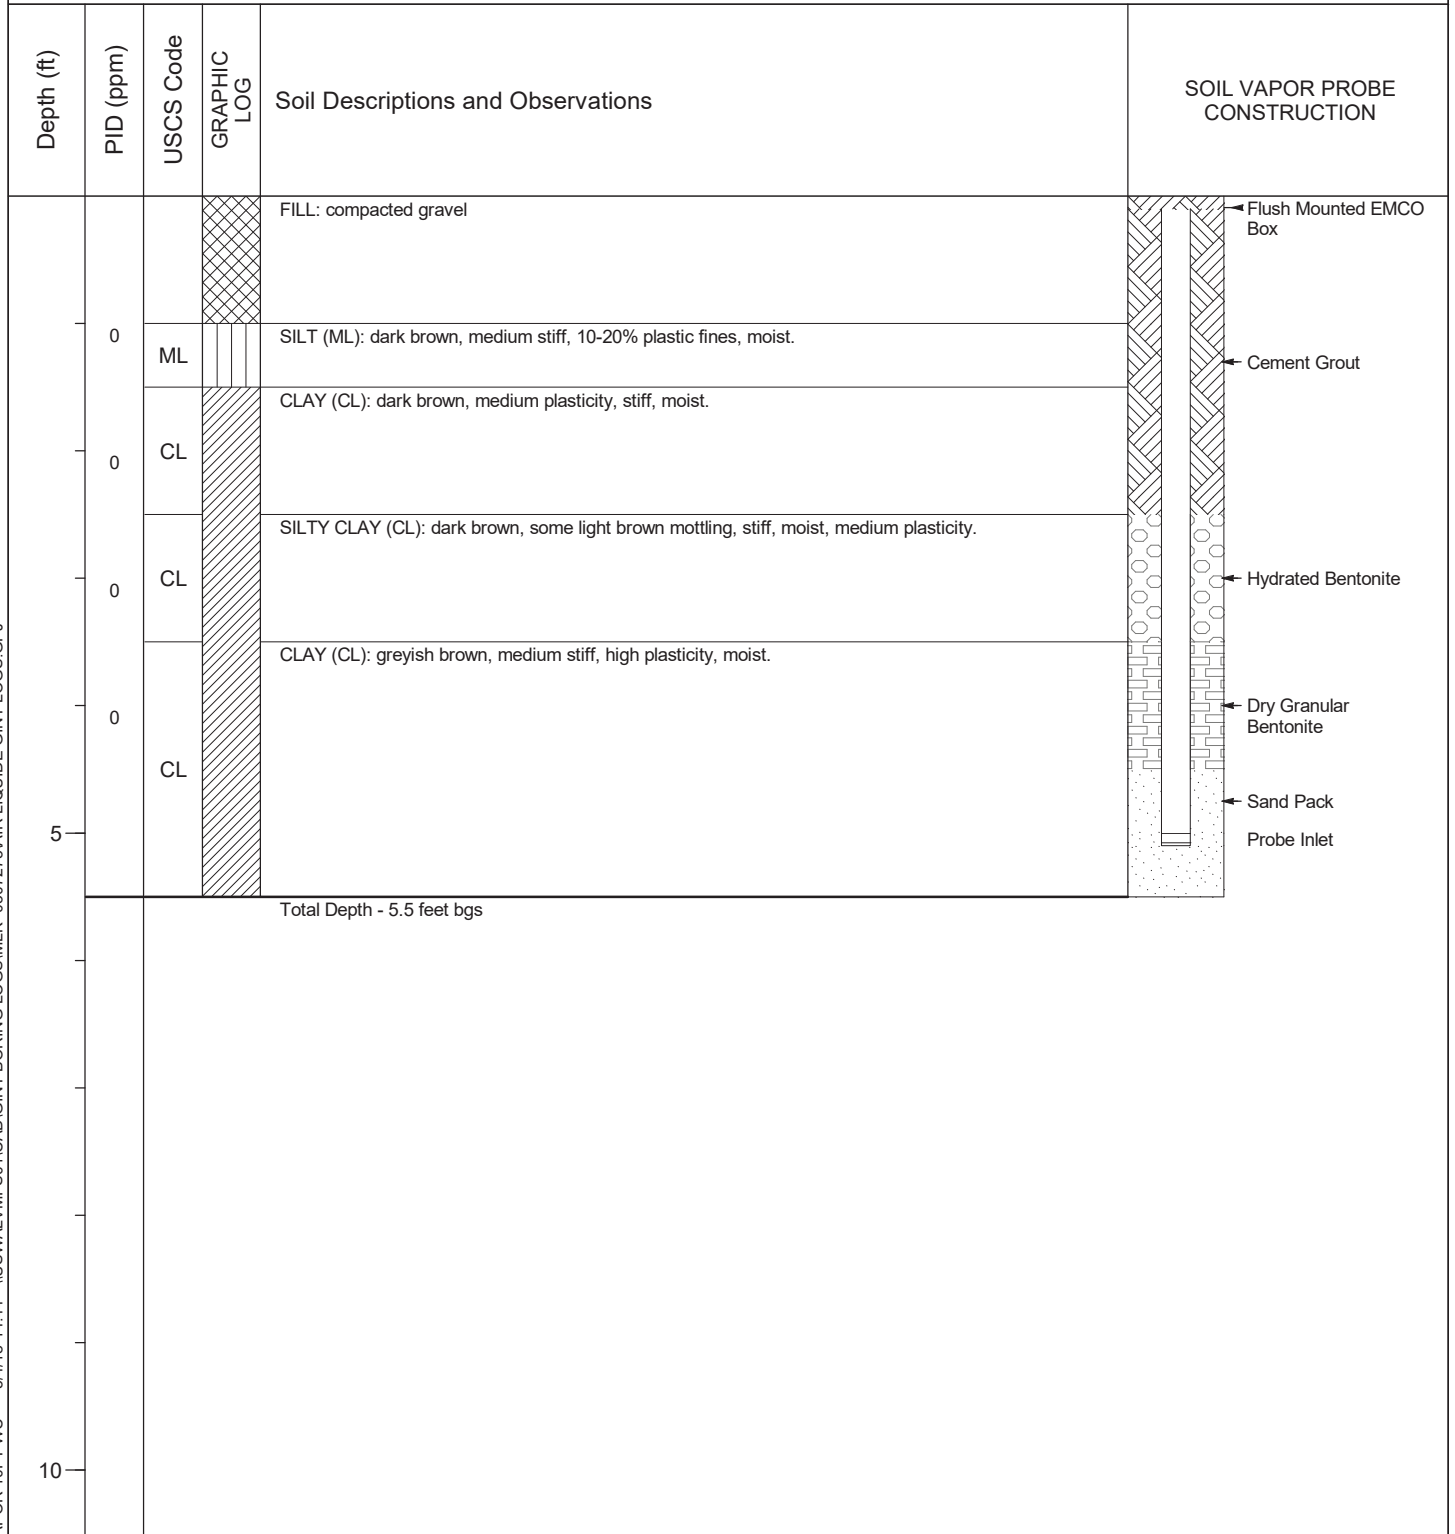 Depth (ft)
PID (ppm)
USCS Code
GRAPHIC
LOG
Soil Descriptions and Observations
SOIL VAPOR PROBE
CONSTRUCTION
FILL: compacted gravel
Flush Mounted EMCO
Box
0
ML
SILT (ML): dark brown, medium stiff, 10-20% plastic fines, moist.
Cement Grout
CLAY (CL): dark brown, medium plasticity, stiff, moist.
0
CL
SILTY CLAY (CL): dark brown, some light brown mottling, stiff, moist, medium plasticity.
0
CL
Hydrated Bentonite
CLAY (CL): greyish brown, medium stiff, high plasticity, moist.
0
Dry Granular
Bentonite
CL
Sand Pack
5
Probe Inlet
Total Depth - 5.5 feet bgs
10